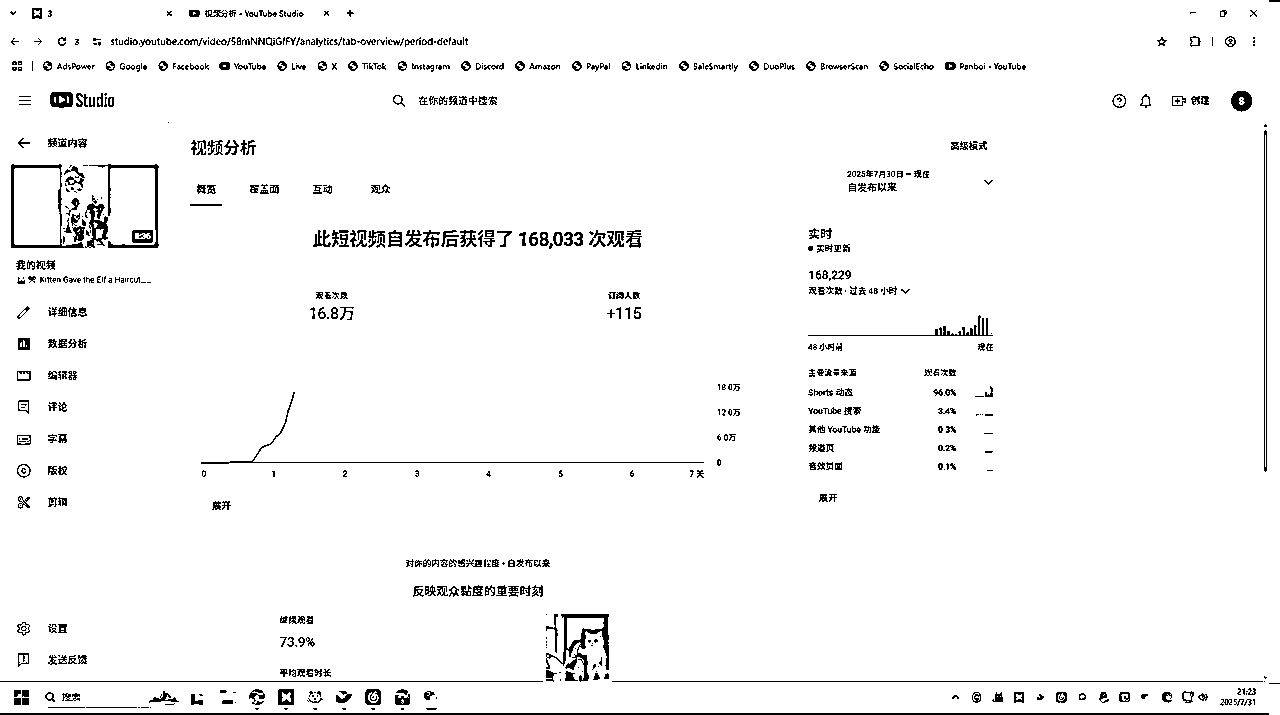 3
视频分析 - YouTube Studio
3
studio.youtube.com/video/S8mNNQiGfFY/analytics/tab-overview/period-default
AdsPower Google Facebook YouTube Live X TikTok Instagram Discord Amazon PayPal Linkedin SaleSmartly DuoPlus BrowserScan SocialEcho Panboi - YouTube
Studio
在你的频道中搜索
创建
S
频道内容
我的视频
Kitten Gave the Elf a Haircut......
详细信息
数据分析
编辑器
评论
字幕
版权
剪辑
设置
发送反馈
视频分析
高级模式
概览 覆盖面 互动 观众
2025年7月30日 – 现在
自发布以来
此短视频自发布后获得了 168,033 次观看
观看次数
16.8万
订阅人数
+115
18.0万
12.0万
6.0万
0
0 1 2 3 4 5 6 7 天
展开
实时
实时更新
168,229
观看次数 · 过去 48 小时
48 小时前 现在
主要流量来源 观看次数
Shorts 动态 96.0%
YouTube 搜索 3.4%
其他 YouTube 功能 0.3%
频道页 0.2%
音效页面 0.1%
展开
对你的内容的感兴趣程度 · 自发布以来
反映观众黏度的重要时刻
继续观看
73.9%
平均观看时长
搜索
21:23
2025/7/31